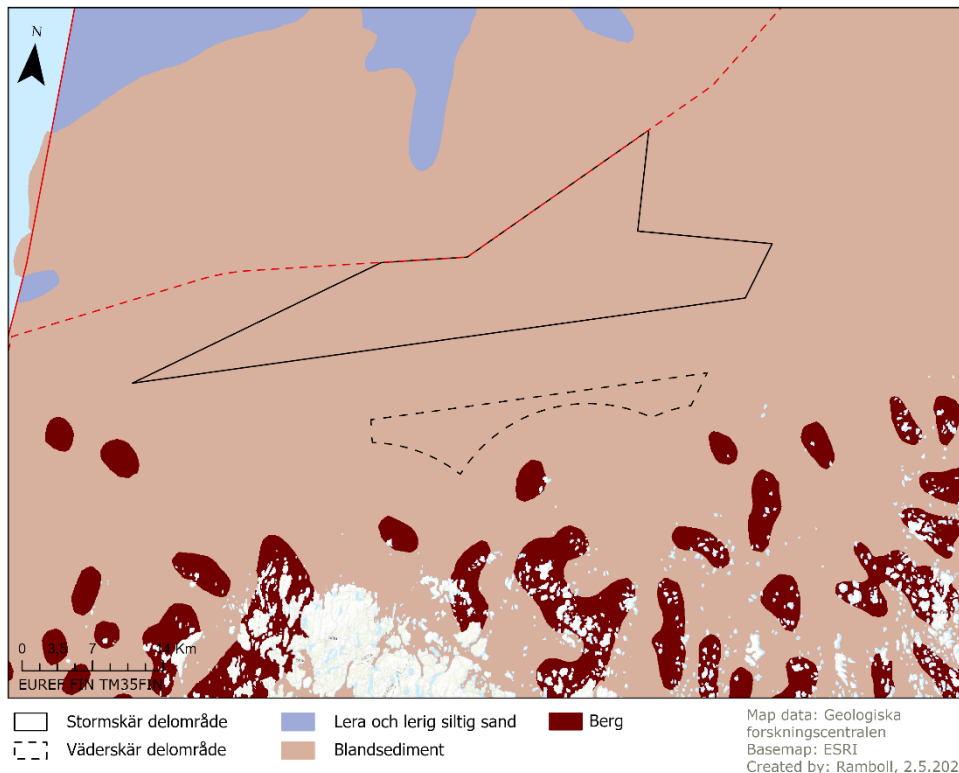 N
0 3.5 7 14 Km
EUREF FIN TM35FIN
Stormskär delområde
Väderskär delområde
Lera och lerig siltig sand
Blandsediment
Berg
Map data: Geologiska
forskningscentralen
Basemap: ESRI
Created by: Ramboll, 2.5.202